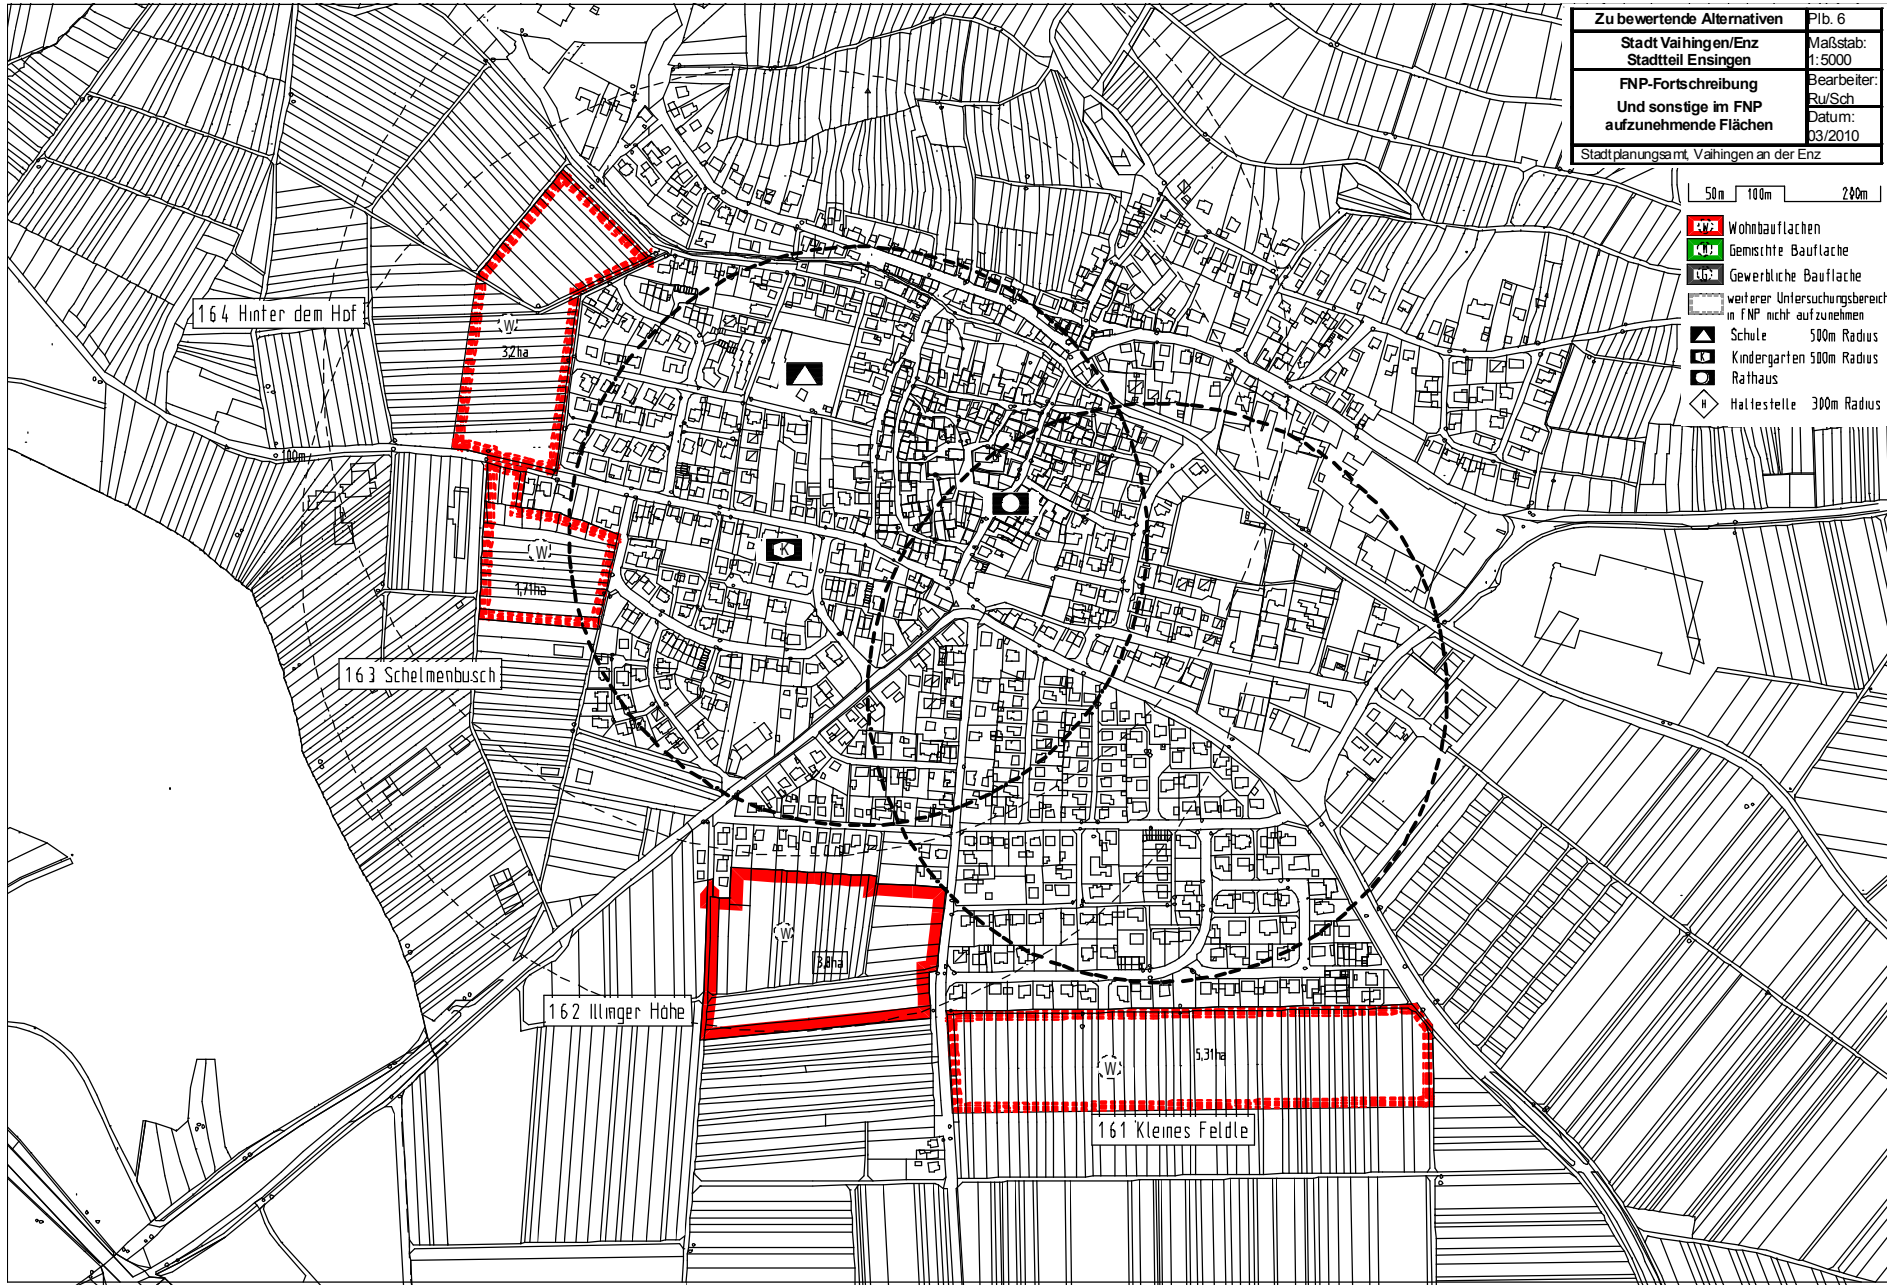 Zu bewertende Alternativen
Plb. 6
Stadt Vaihingen/Enz
Stadtteil Ensingen
Maßstab:
1:5000
FNP-Fortschreibung
Und sonstige im FNP
aufzunehmende Flächen
Bearbeiter:
Ru/Sch
Datum:
03/2010
Stadtplanungsamt, Vaihingen an der Enz
50m 100m 200m
W Wohnbauflachen
Gemischte Bauflache
G Gewerbliche Bauflache
weiterer Untersuchungsbereich
in FNP nicht aufzunehmen
Schule 500m Radius
K Kindergarten 500m Radius
Rathaus
H Haltestelle 300m Radius
164 Hinter dem Hof
W
3,2ha
100m
W
1,71ha
K
163 Schelmenbusch
W
3,8ha
162 Illinger Höhe
W
5,31ha
161 Kleines Feldle